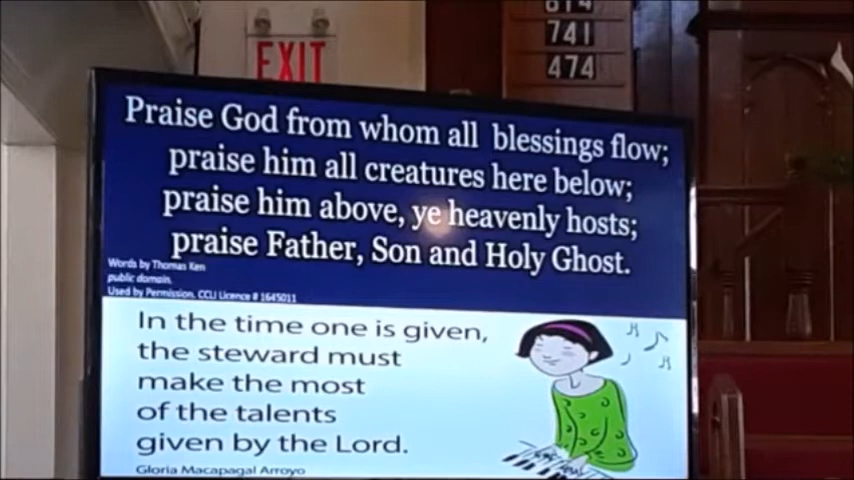 614
741
474
EXIT
Praise God from whom all blessings flow;
praise him all creatures here below;
praise him above, ye heavenly hosts;
praise Father, Son and Holy Ghost.
Words by Thomas Ken
public domain.
Used by Permission. CCLI Licence # 1645011
In the time one is given,
the steward must
make the most
of the talents
given by the Lord.
Gloria Macapagal Arroyo